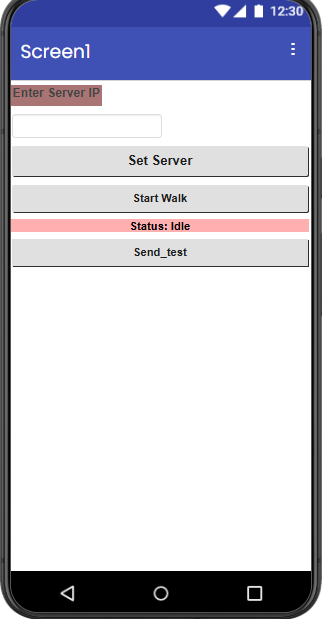 12:30
Screen1
Enter Server IP
Set Server
Start Walk
Status: Idle
Send_test